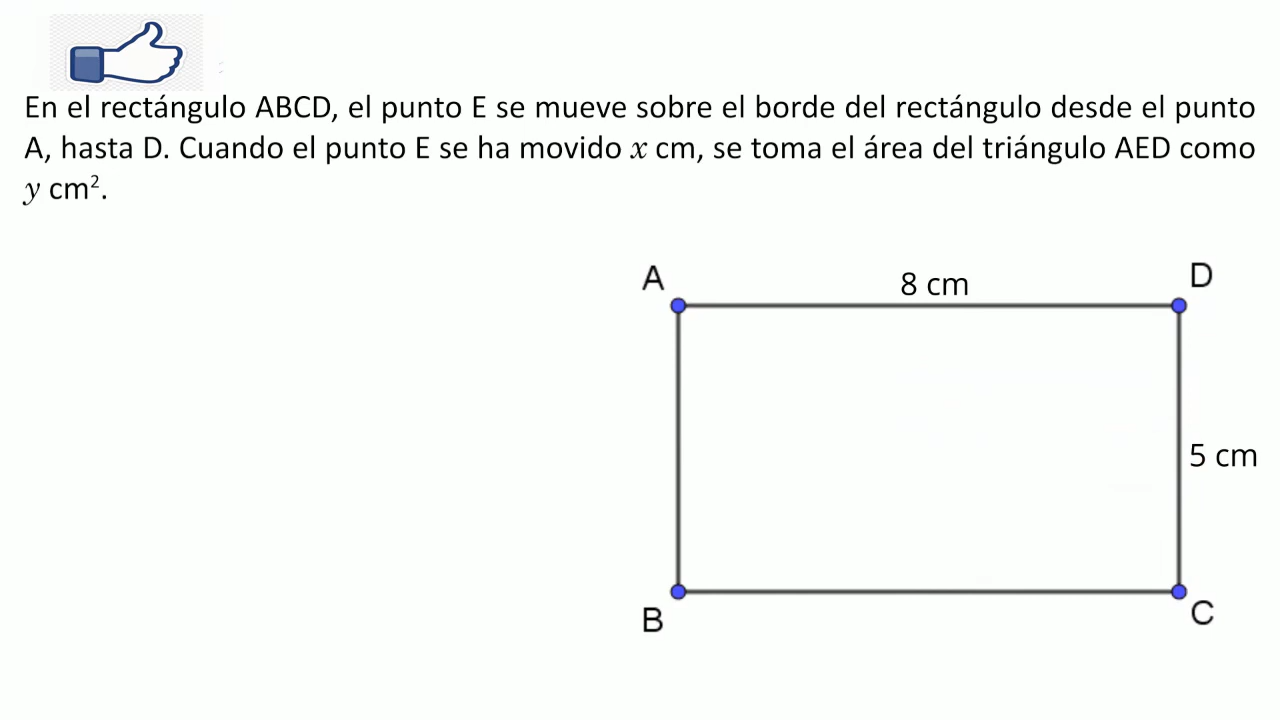 En el rectángulo ABCD, el punto E se mueve sobre el borde del rectángulo desde el punto
A, hasta D. Cuando el punto E se ha movido x cm, se toma el área del triángulo AED como
y cm².
A
8 cm
D
5 cm
B
C